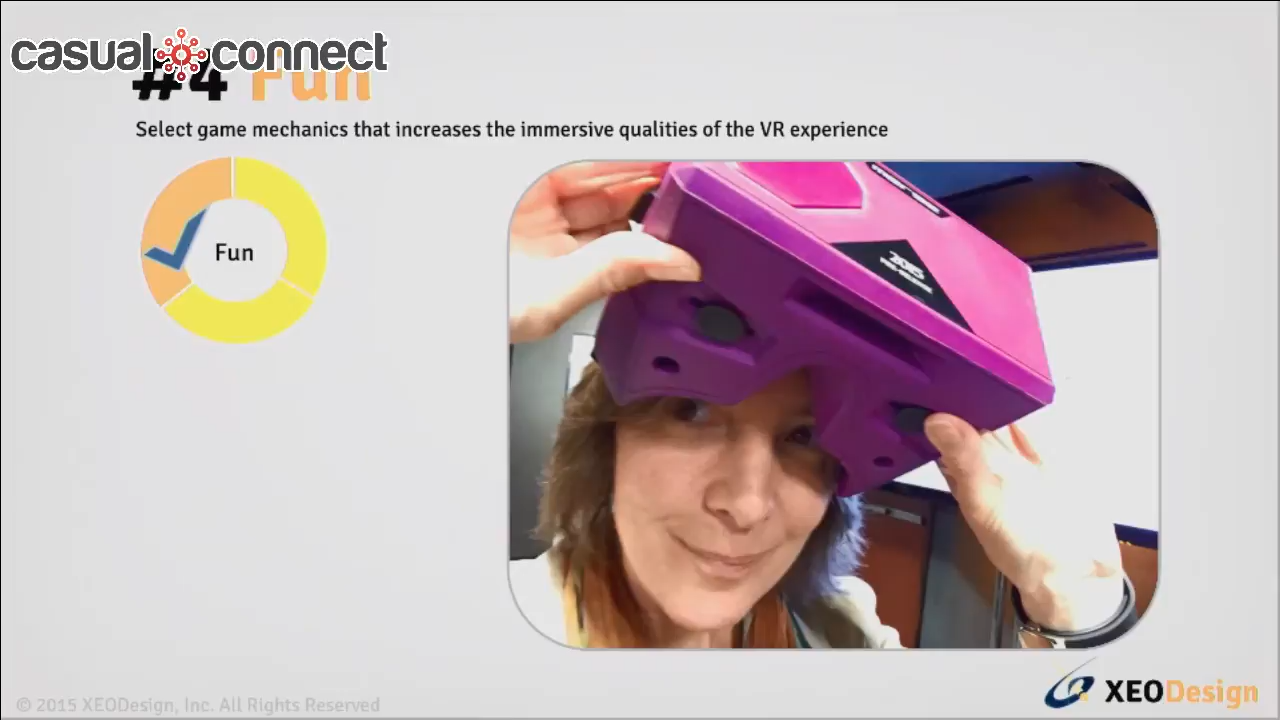 casual connect
#4 Fun
Select game mechanics that increases the immersive qualities of the VR experience
Fun
© 2015 XEODesign, Inc. All Rights Reserved
XEODesign